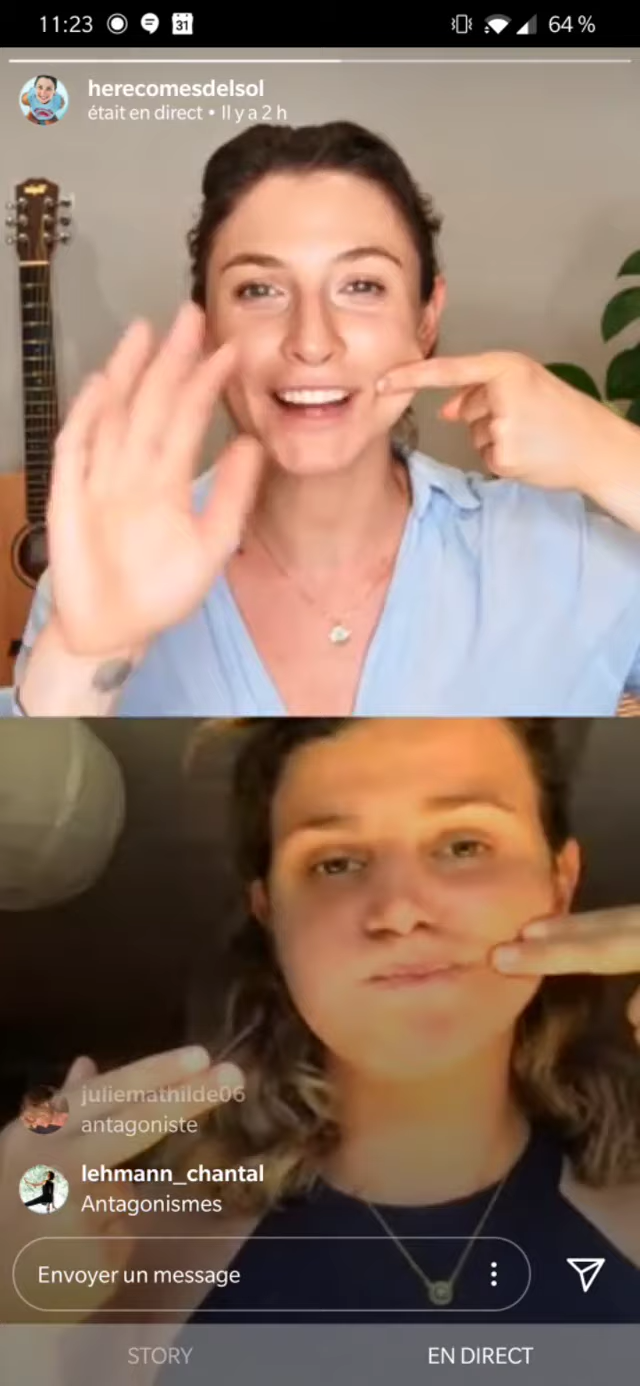 11:23
31
64 %
herecomesdelsol
était en direct • Il y a 2 h
juliemathilde06
antagoniste
lehmann_chantal
Antagonismes
Envoyer un message
STORY
EN DIRECT